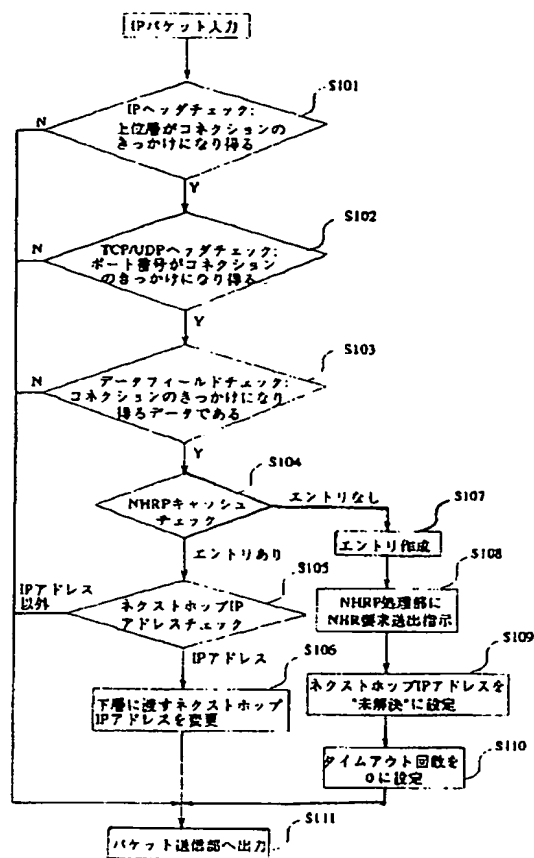 IPパケット入力
S101
IPヘッダチェック:
上位層がコネクションの
きっかけになり得る
N
Y
S102
TCP/UDPヘッダチェック:
ポート番号がコネクション
のきっかけになり得る
N
Y
S103
データフィールドチェック:
コネクションのきっかけになり
得るデータである
N
Y
S104
NHRPキャッシュ
チェック
エントリなし
エントリあり
S107
エントリ作成
S105
IPアドレス
以外
ネクストホップIP
アドレスチェック
S108
NHRP処理部に
NHR要求送出指示
IPアドレス
S106
下層に渡すネクストホップ
IPアドレスを変更
S109
ネクストホップIPアドレスを
"未解決"に設定
S110
タイムアウト回数を
0に設定
S111
パケット送信部へ出力